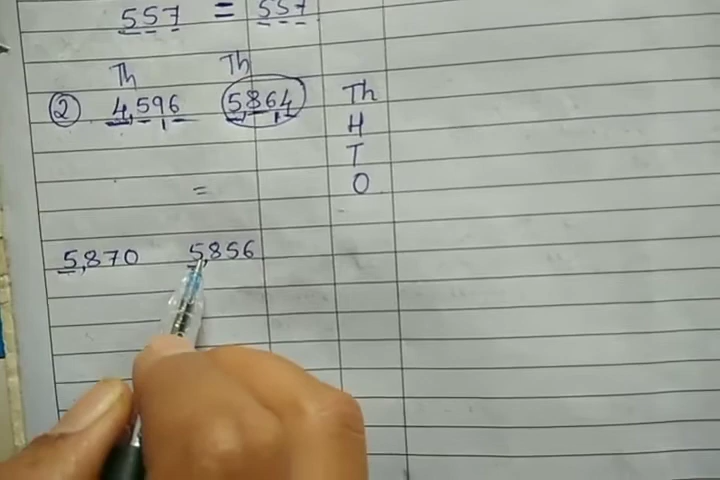 557 = 557
Th Th
② 4,596 5,864 Th
H
T
= O
5,870 5,856